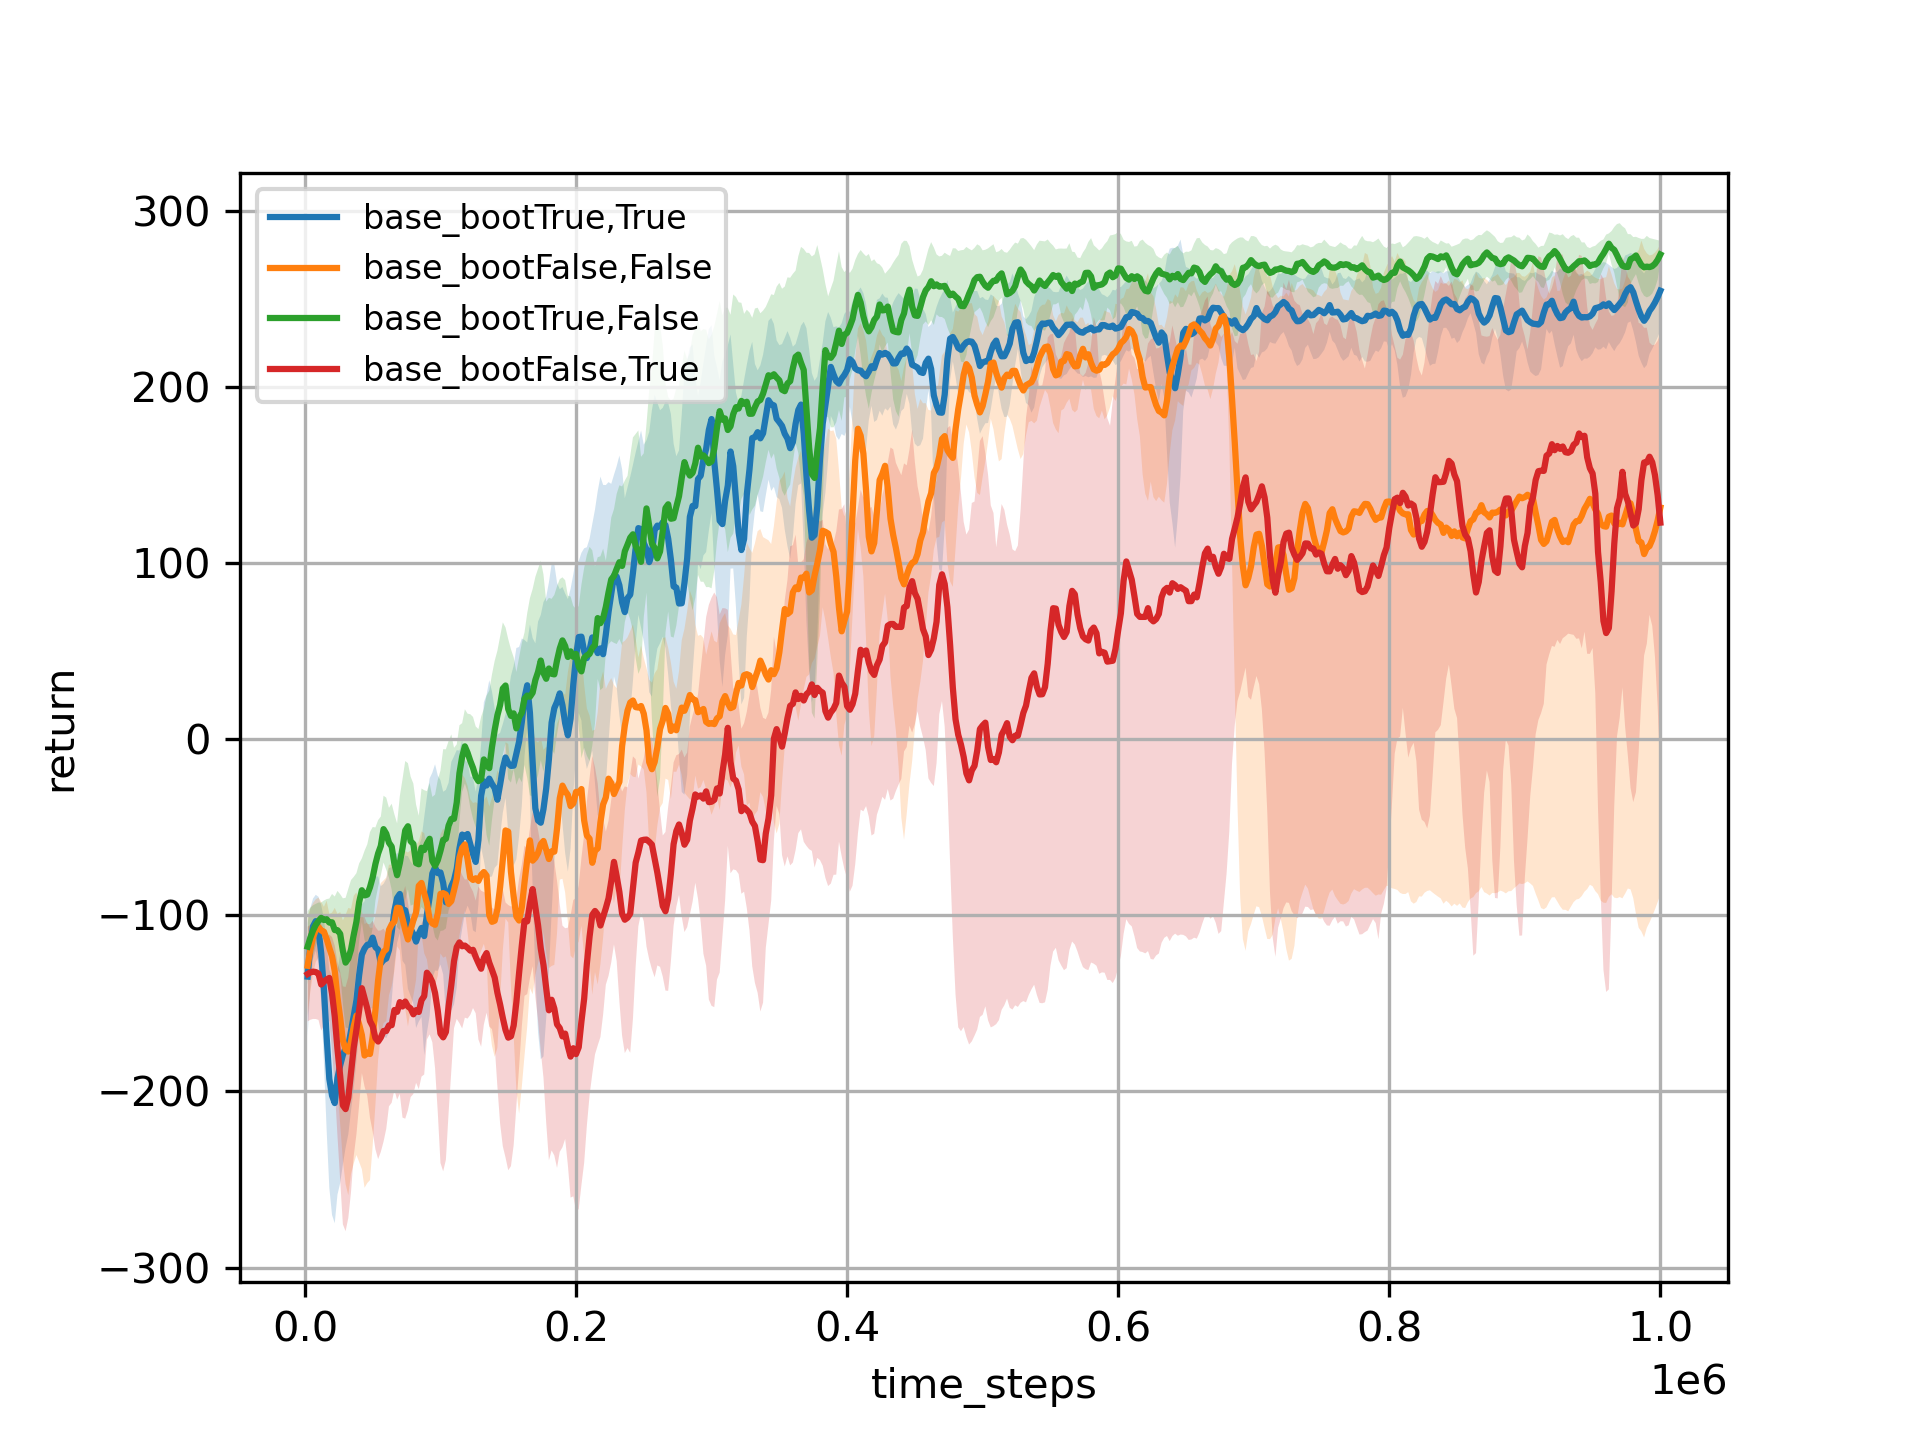 base_bootTrue,True
base_bootFalse,False
base_bootTrue,False
base_bootFalse,True
300
200
100
0
−100
−200
−300
return
0.0 0.2 0.4 0.6 0.8 1.0
1e6
time_steps